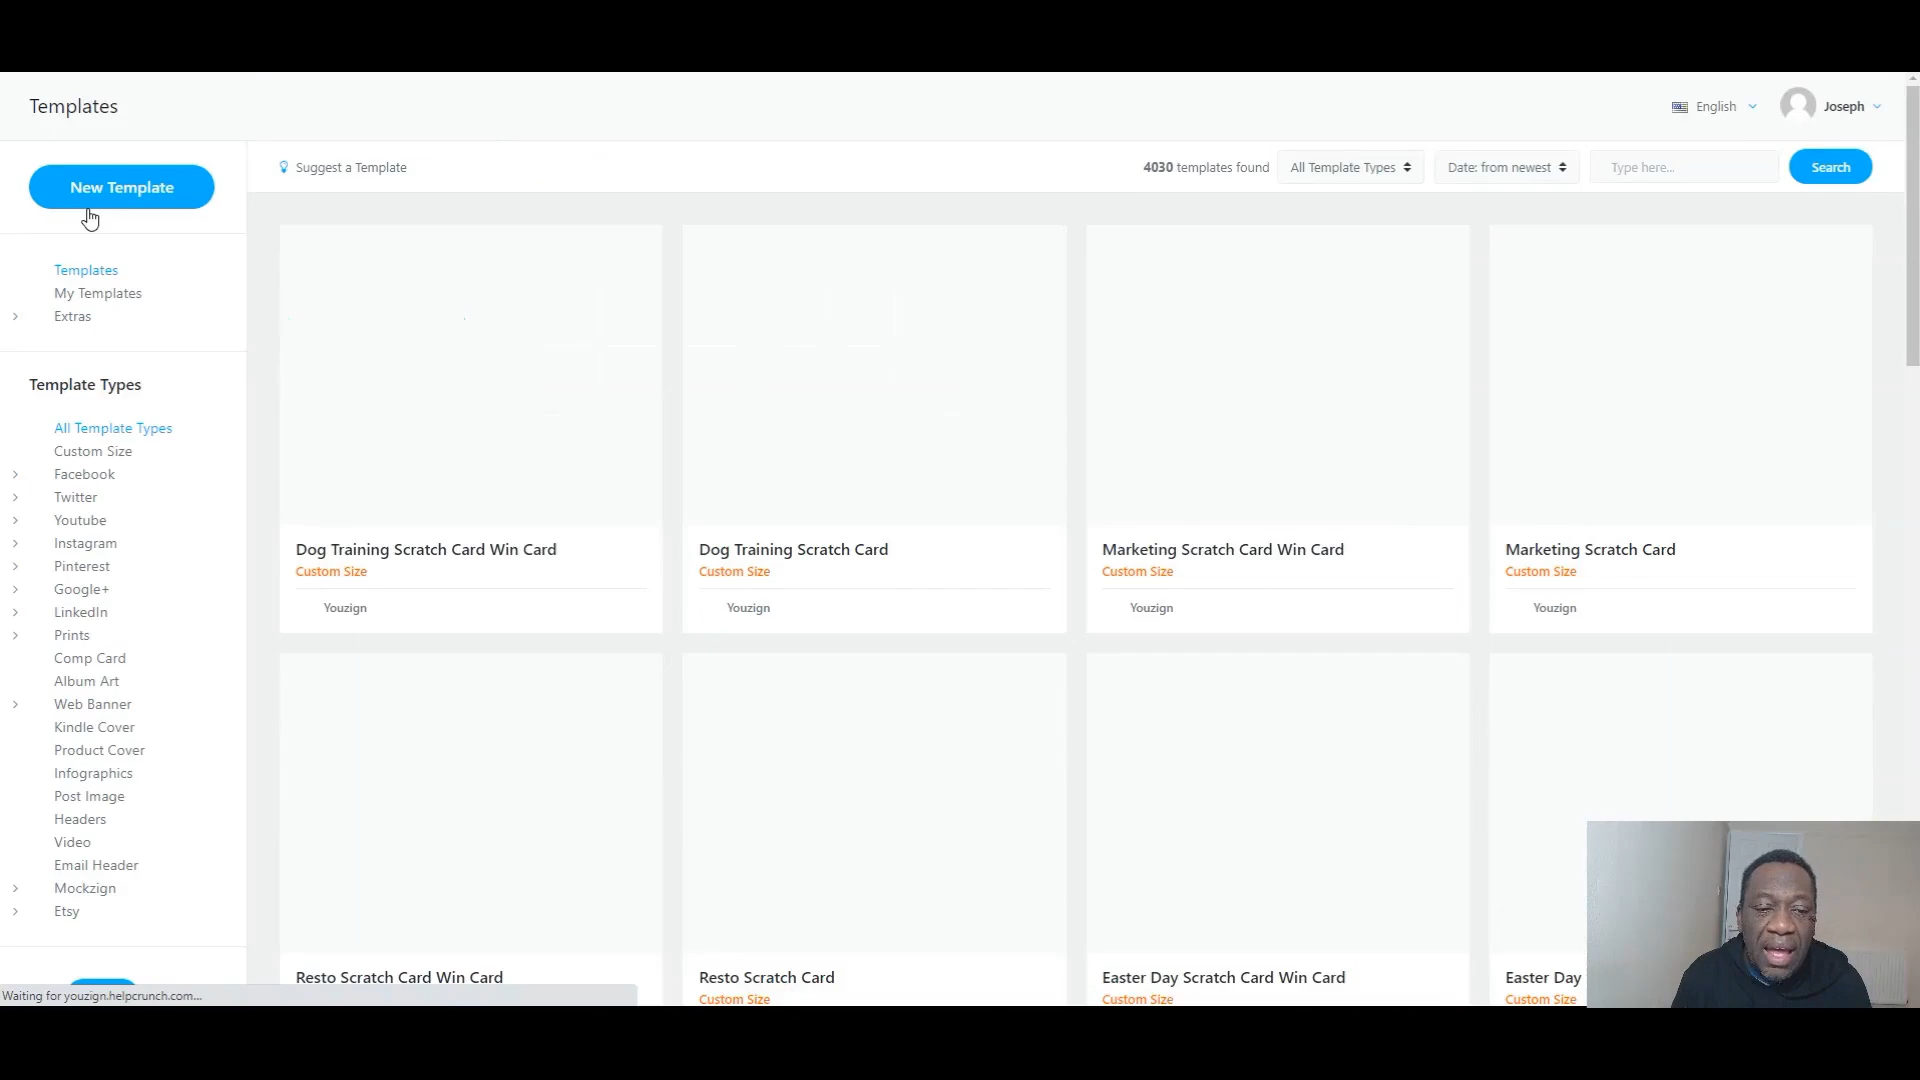 Templates
English
Joseph
New Template
Suggest a Template
4030 templates found
All Template Types
Date: from newest
Type here...
Search
Templates
My Templates
Extras
Template Types
All Template Types
Custom Size
Facebook
Twitter
Youtube
Instagram
Pinterest
Google+
LinkedIn
Prints
Comp Card
Album Art
Web Banner
Kindle Cover
Product Cover
Infographics
Post Image
Headers
Video
Email Header
Mockzign
Etsy
Dog Training Scratch Card Win Card
Custom Size
Youzign
Dog Training Scratch Card
Custom Size
Youzign
Marketing Scratch Card Win Card
Custom Size
Youzign
Marketing Scratch Card
Custom Size
Youzign
Resto Scratch Card Win Card
Resto Scratch Card
Custom Size
Easter Day Scratch Card Win Card
Custom Size
Easter Day
Custom Size
Waiting for youzign.helpcrunch.com...